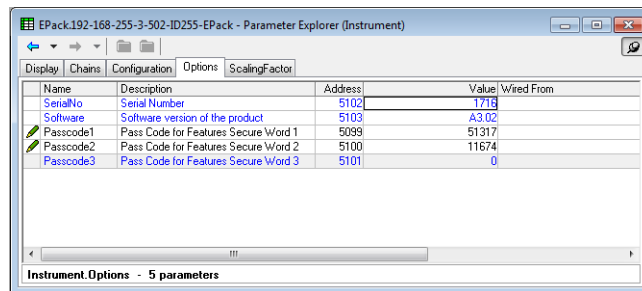 EPack.192-168-255-3-502-ID255-EPack - Parameter Explorer (Instrument)
Display Chains Configuration Options ScalingFactor
Name Description Address Value Wired From
SerialNo Serial Number 5102 1716
Software Software version of the product 5103 A3.02
Passcode1 Pass Code for Features Secure Word 1 5099 51317
Passcode2 Pass Code for Features Secure Word 2 5100 11674
Passcode3 Pass Code for Features Secure Word 3 5101 0
Instrument.Options - 5 parameters